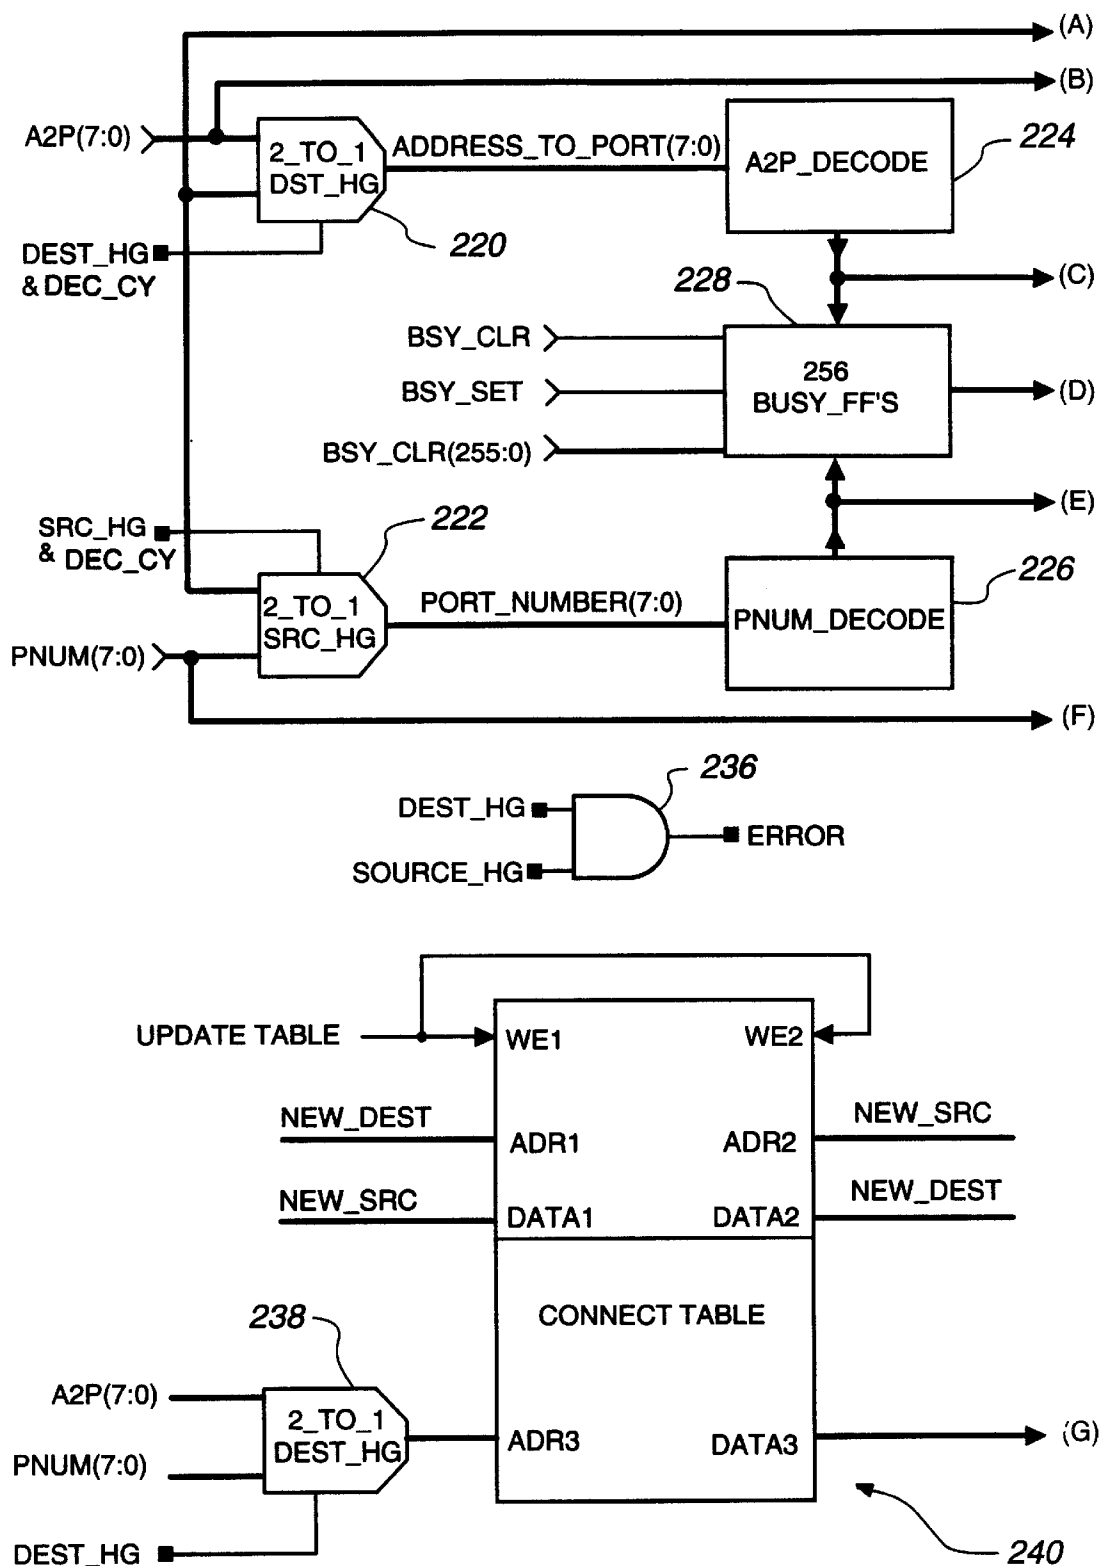 (A)
(B)
A2P(7:0)
2_TO_1
DST_HG
ADDRESS_TO_PORT(7:0)
A2P_DECODE
224
220
DEST_HG
& DEC_CY
(C)
228
BSY_CLR
BSY_SET
BSY_CLR(255:0)
256
BUSY_FF'S
(D)
(E)
SRC_HG
& DEC_CY
222
2_TO_1
SRC_HG
PORT_NUMBER(7:0)
PNUM_DECODE
226
PNUM(7:0)
(F)
236
DEST_HG
SOURCE_HG
ERROR
UPDATE TABLE
WE1
WE2
NEW_DEST
ADR1
ADR2
NEW_SRC
NEW_SRC
DATA1
DATA2
NEW_DEST
CONNECT TABLE
238
A2P(7:0)
2_TO_1
DEST_HG
PNUM(7:0)
ADR3
DATA3
(G)
DEST_HG
240